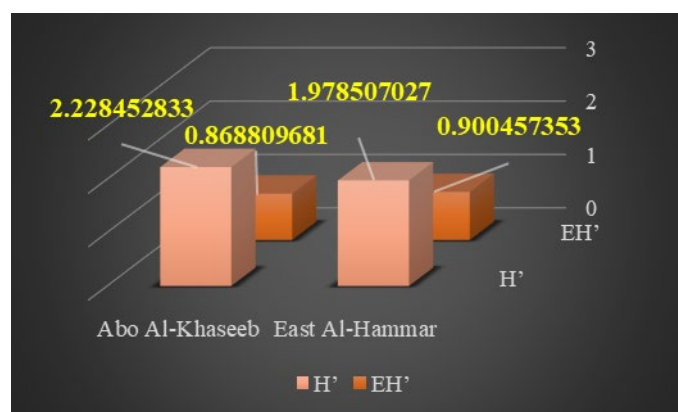 3
1.978507027
2.228452833
2
0.900457353
0.868809681
1
0
EH’
H’
Abo Al-Khaseeb East Al-Hammar
H’ EH’